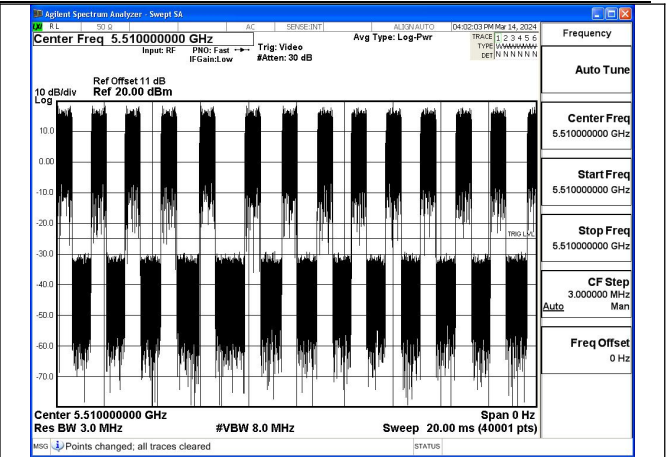 Agilent Spectrum Analyzer - Swept SA
RL 50 Ω AC SENSE:INT ALIGN AUTO 04:02:03 PM Mar 14, 2024
Center Freq 5.510000000 GHz
Input: RF PNO: Fast
IFGain:Low
Trig: Video
#Atten: 30 dB
Avg Type: Log-Pwr
TRACE 1 2 3 4 5 6
TYPE
DET N N N N N N
Ref Offset 11 dB
10 dB/div Ref 20.00 dBm
Log
10.0
0.00
-10.0
-20.0
TRIG LVL
-30.0
-40.0
-50.0
-60.0
-70.0
Center 5.510000000 GHz Span 0 Hz
Res BW 3.0 MHz #VBW 8.0 MHz Sweep 20.00 ms (40001 pts)
MSG Points changed; all traces cleared STATUS
Frequency
Auto Tune
Center Freq
5.510000000 GHz
Start Freq
5.510000000 GHz
Stop Freq
5.510000000 GHz
CF Step
3.000000 MHz
Auto Man
Freq Offset
0 Hz